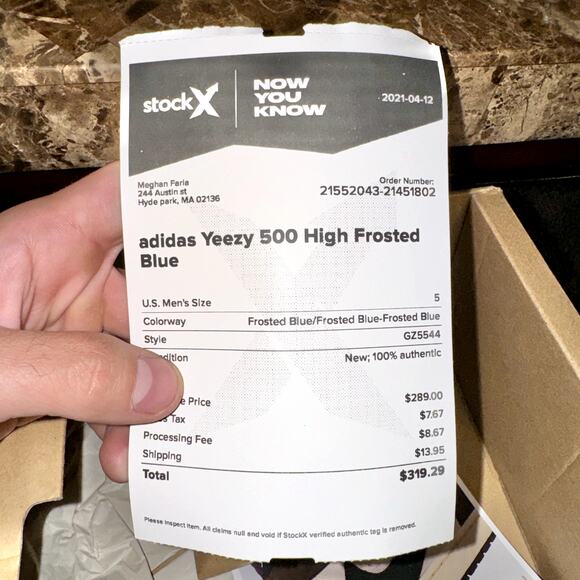 stockX
NOW
YOU
KNOW
2021-04-12
Meghan Faria
244 Austin st
Hyde park, MA 02136
Order Number:
21552043-21451802
adidas Yeezy 500 High Frosted
Blue
U.S. Men's Size 5
Colorway Frosted Blue/Frosted Blue-Frosted Blue
Style GZ5544
dition New; 100% authentic
e Price $289.00
s Tax $7.67
Processing Fee $8.67
Shipping $13.95
Total $319.29
Please inspect item. All claims null and void if StockX verified authentic tag is removed.